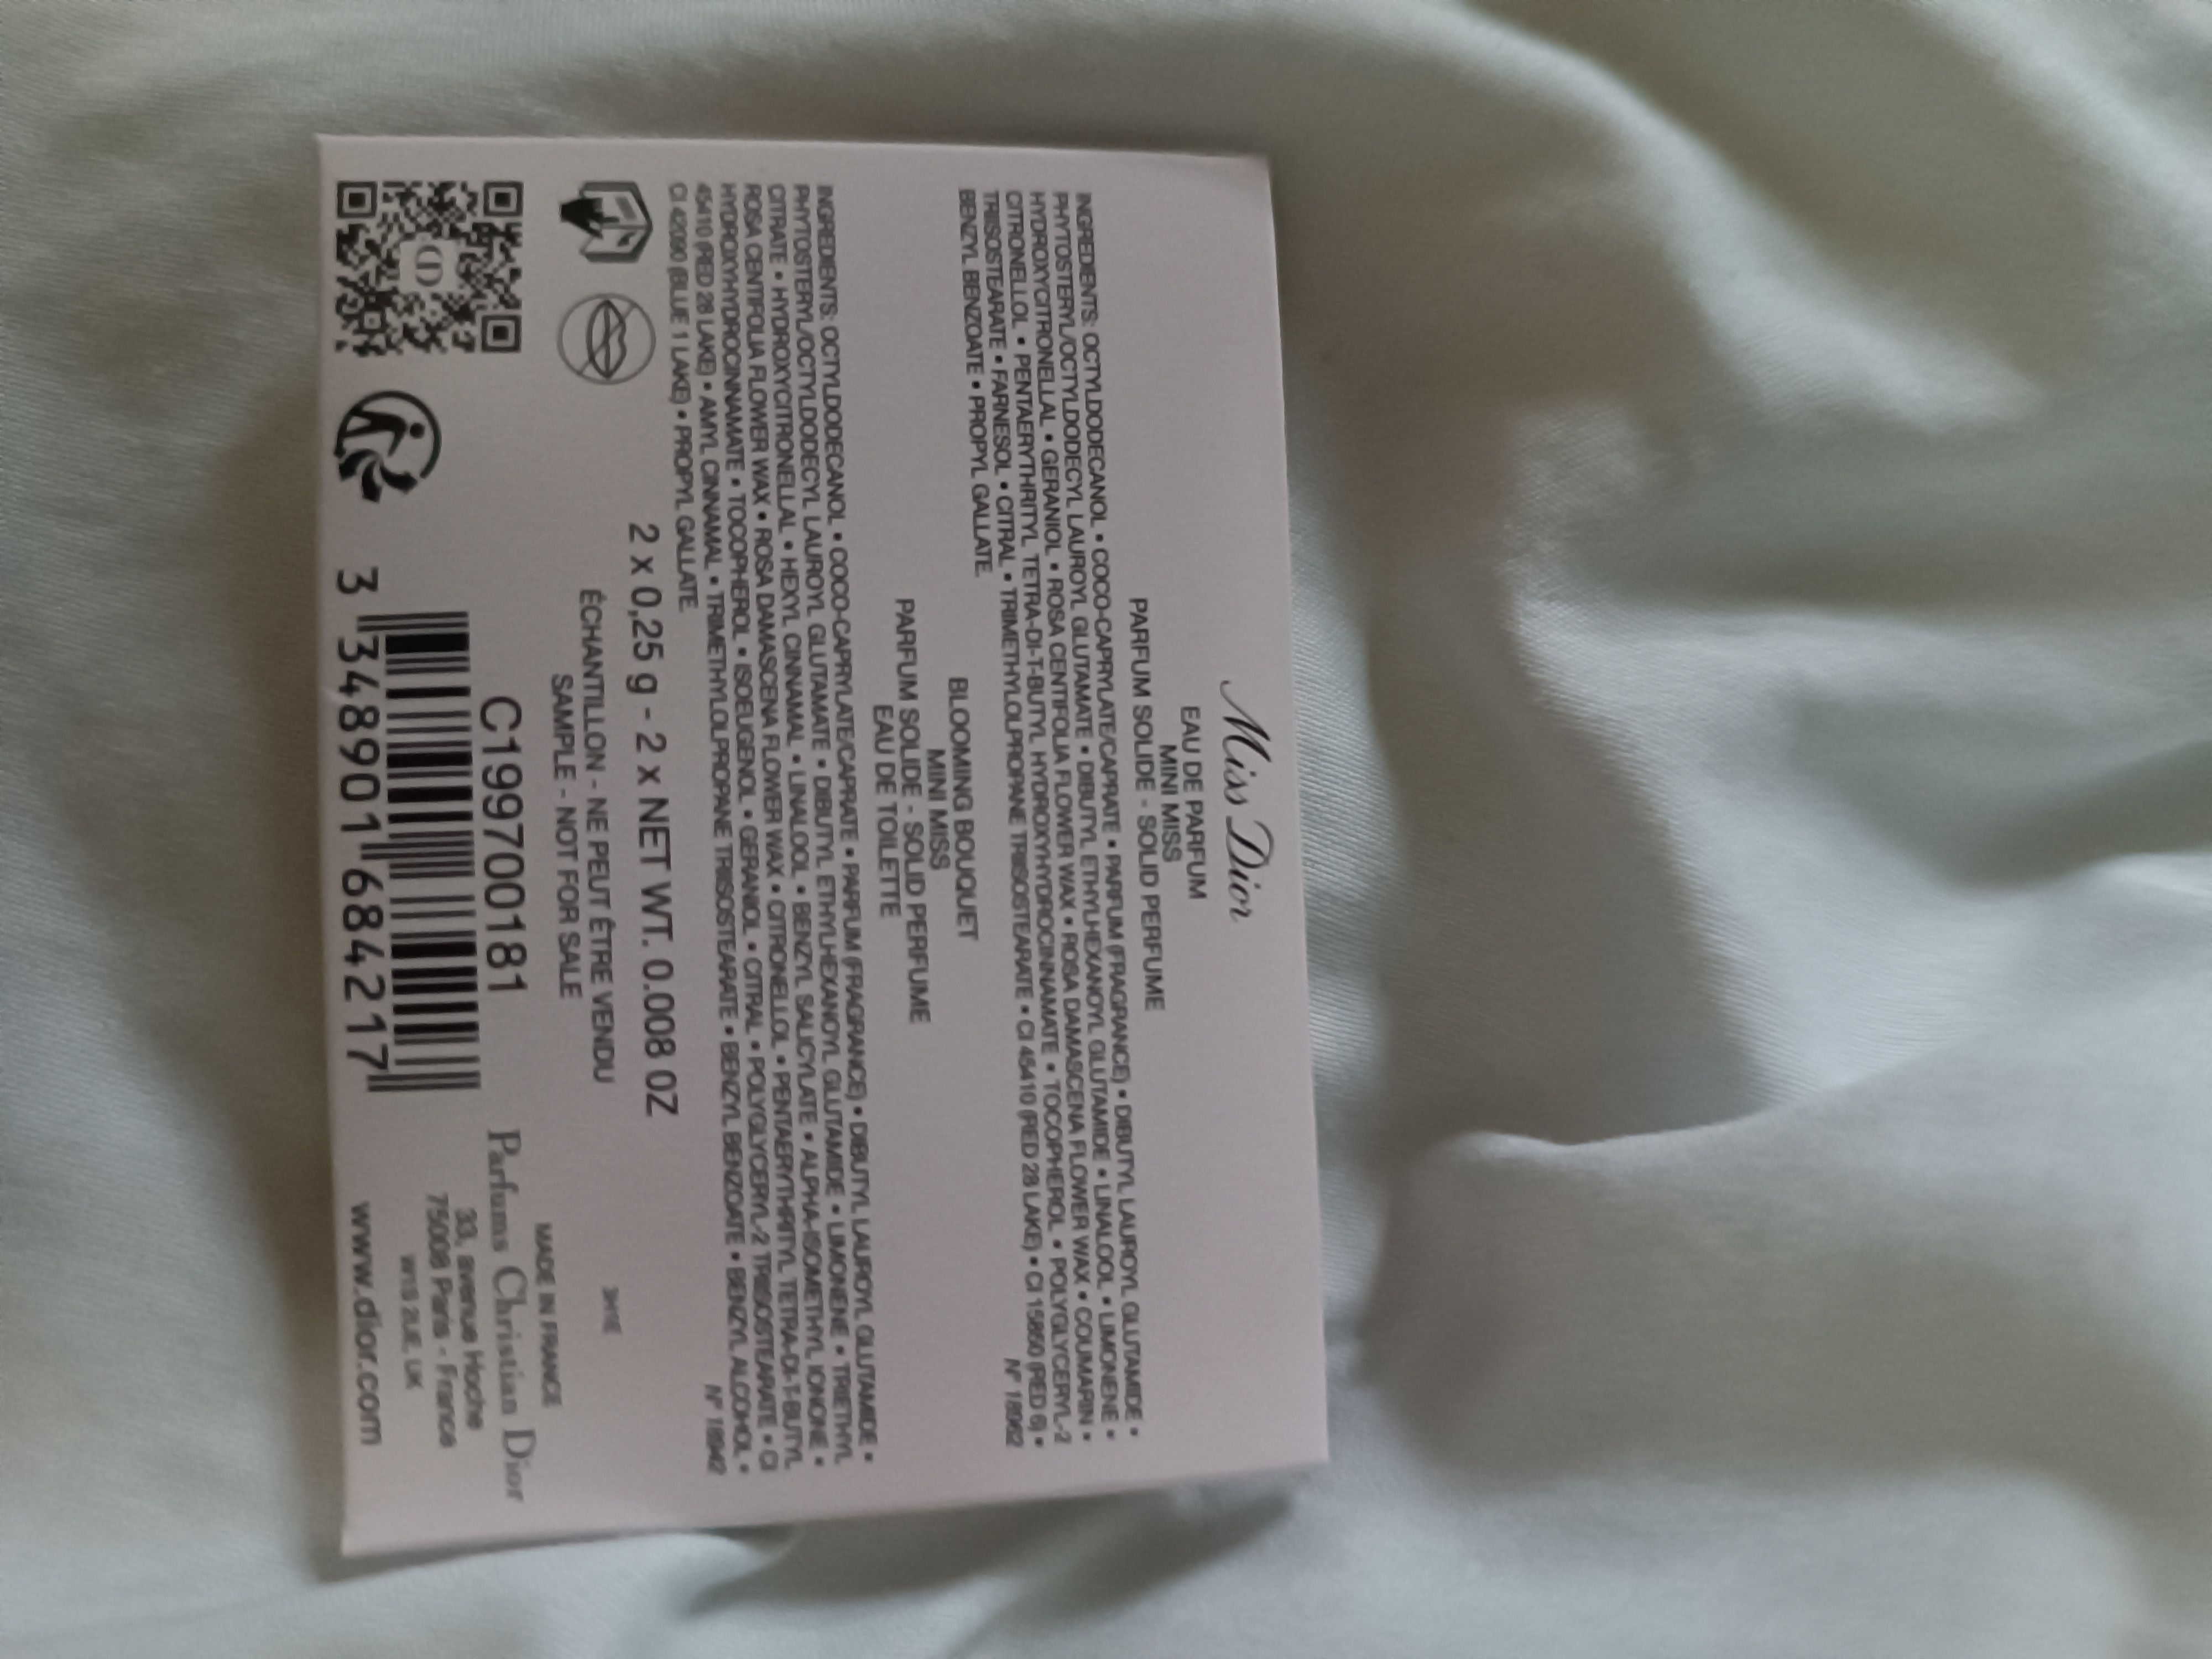 Miss Dior
EAU DE PARFUM
MINI MISS
PARFUM SOLIDE - SOLID PERFUME
INGREDIENTS: OCTYLDODECANOL • COCO-CAPRYLATE/CAPRATE • PARFUM (FRAGRANCE) • DIBUTYL LAUROYL GLUTAMIDE •
PHYTOSTERYL/OCTYLDODECYL LAUROYL GLUTAMATE • DIBUTYL ETHYLHEXANOYL GLUTAMIDE • LINALOOL • LIMONENE •
HYDROXYCITRONELLAL • GERANIOL • ROSA CENTIFOLIA FLOWER WAX • ROSA DAMASCENA FLOWER WAX • COUMARIN •
CITRONELLOL • PENTAERYTHRITYL TETRA-DI-T-BUTYL HYDROXYHYDROCINNAMATE • TOCOPHEROL • POLYGLYCERYL-2
TRIISOSTEARATE • FARNESOL • CITRAL • TRIMETHYLOLPROPANE TRIISOSTEARATE • CI 45410 (RED 28 LAKE) • CI 15850 (RED 6) •
BENZYL BENZOATE • PROPYL GALLATE.
N°
BLOOMING BOUQUET
MINI MISS
PARFUM SOLIDE - SOLID PERFUME
EAU DE TOILETTE
INGREDIENTS: OCTYLDODECANOL • COCO-CAPRYLATE/CAPRATE • PARFUM (FRAGRANCE) • DIBUTYL LAUROYL GLUTAMIDE •
PHYTOSTERYL/OCTYLDODECYL LAUROYL GLUTAMATE • DIBUTYL ETHYLHEXANOYL GLUTAMIDE • LIMONENE • TRIETHYL
CITRATE • HYDROXYCITRONELLAL • HEXYL CINNAMAL • LINALOOL • BENZYL SALICYLATE • ALPHA-ISOMETHYL IONONE •
ROSA CENTIFOLIA FLOWER WAX • ROSA DAMASCENA FLOWER WAX • CITRONELLOL • PENTAERYTHRITYL TETRA-DI-T-BUTYL
HYDROXYHYDROCINNAMATE • TOCOPHEROL • ISOEUGENOL • GERANIOL • CITRAL • POLYGLYCERYL-2 TRIISOSTEARATE • CI
45410 (RED 28 LAKE) • AMYL CINNAMAL • TRIMETHYLOLPROPANE TRIISOSTEARATE • BENZYL BENZOATE • BENZYL ALCOHOL •
CI 42090 (BLUE 1 LAKE) • PROPYL GALLATE.
N°
2 x 0,25 g - 2 x NET WT. 0.008 OZ
ÉCHANTILLON - NE PEUT ÊTRE VENDU
SAMPLE - NOT FOR SALE
C199700181
3 348901 684217
MADE IN FRANCE
Parfums Christian Dior
33, avenue Hoche
75008 Paris - France
W1S 2UE, UK
www.dior.com
CD